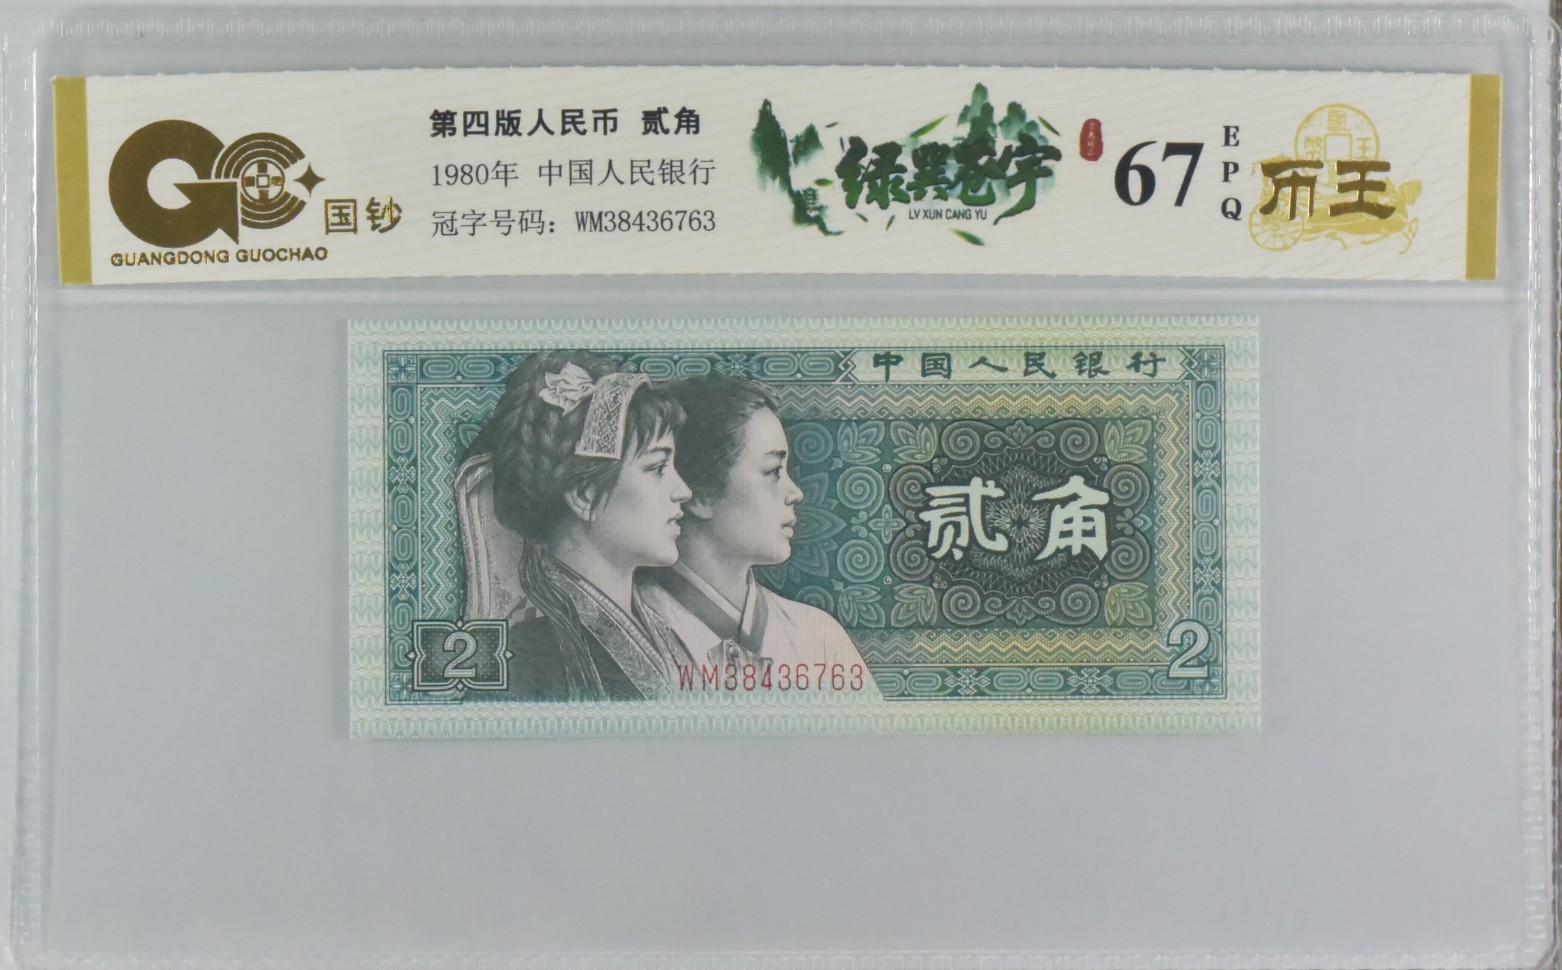 GUANGDONG GUOCHAO
国钞
第四版人民币 贰角
1980年 中国人民银行
冠字号码：WM38436763
绿黑苍宇
LV XUN CANG YU
67
EPQ
币王
中国人民银行
贰角
2
2
WM38436763